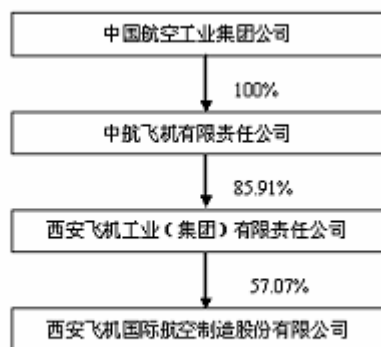 中国航空工业集团公司
100%
中航飞机有限责任公司
85.91%
西安飞机工业（集团）有限责任公司
57.07%
西安飞机国际航空制造股份有限公司